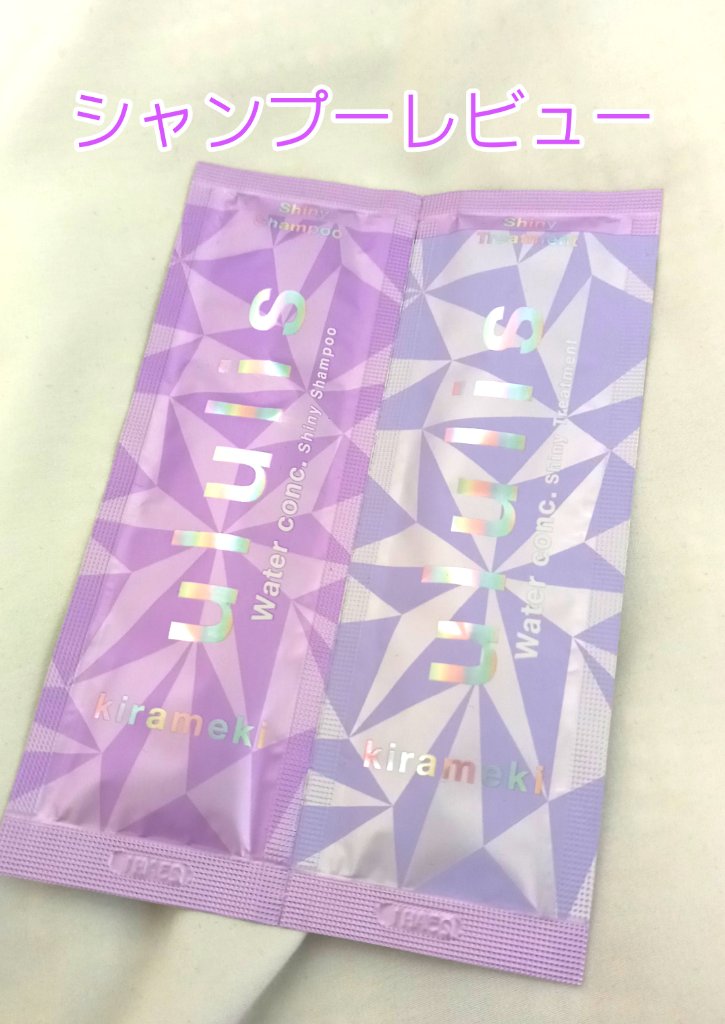 シャンプーレビュー
Shiny
Shampoo
ululis
Water conc. Shiny Shampoo
kirameki
Shiny
Treatment
ululis
Water conc. Shiny Treatment
kirameki